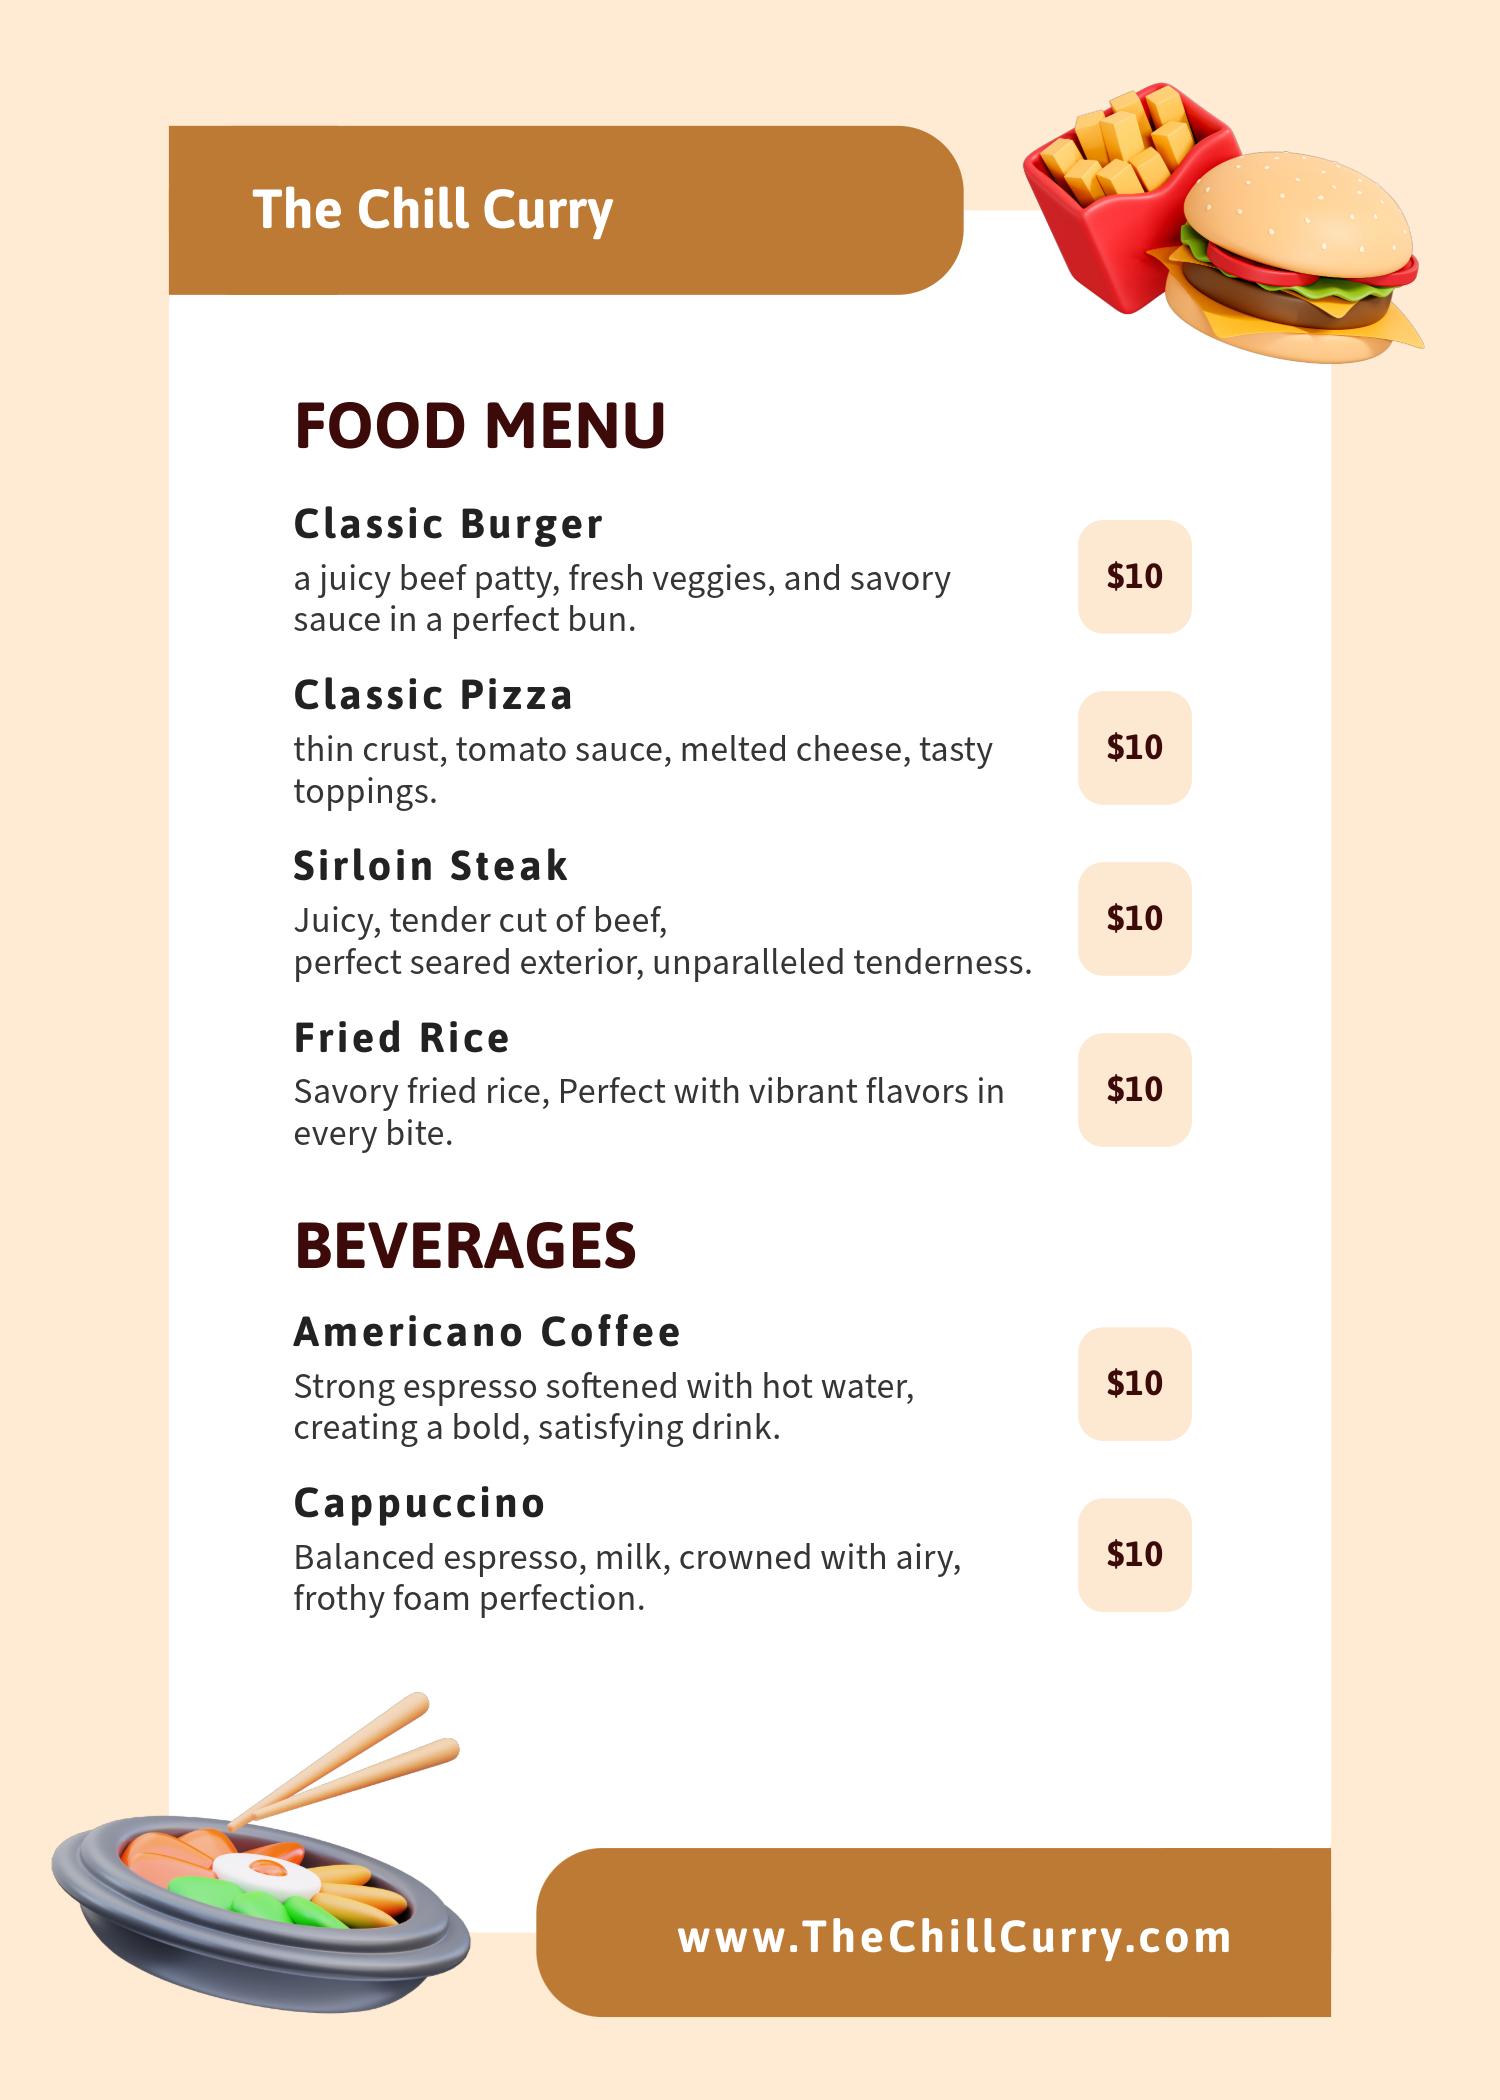 The Chill Curry
FOOD MENU
Classic Burger
a juicy beef patty, fresh veggies, and savory
sauce in a perfect bun.
$10
Classic Pizza
thin crust, tomato sauce, melted cheese, tasty
toppings.
$10
Sirloin Steak
Juicy, tender cut of beef,
perfect seared exterior, unparalleled tenderness.
$10
Fried Rice
Savory fried rice, Perfect with vibrant flavors in
every bite.
$10
BEVERAGES
Americano Coffee
Strong espresso softened with hot water,
creating a bold, satisfying drink.
$10
Cappuccino
Balanced espresso, milk, crowned with airy,
frothy foam perfection.
$10
www.TheChillCurry.com